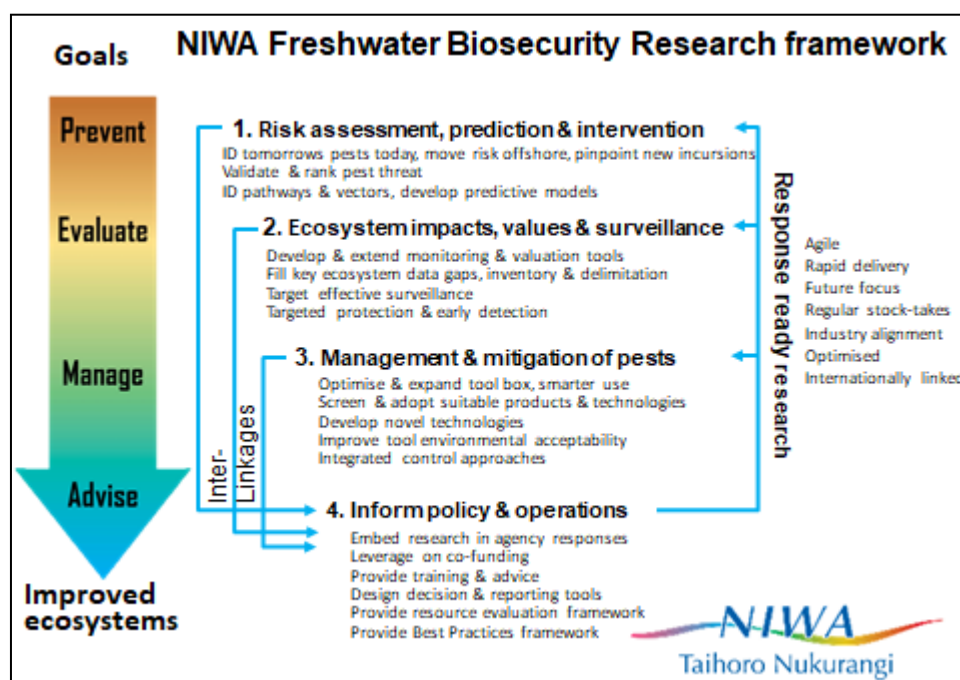 Goals
NIWA Freshwater Biosecurity Research framework
Prevent
1. Risk assessment, prediction & intervention
ID tomorrows pests today, move risk offshore, pinpoint new incursions
Validate & rank pest threat
ID pathways & vectors, develop predictive models
Evaluate
2. Ecosystem impacts, values & surveillance
Develop & extend monitoring & valuation tools
Fill key ecosystem data gaps, inventory & delimitation
Target effective surveillance
Targeted protection & early detection
Manage
3. Management & mitigation of pests
Optimise & expand tool box, smarter use
Screen & adopt suitable products & technologies
Develop novel technologies
Improve tool environmental acceptability
Integrated control approaches
Advise
4. Inform policy & operations
Embed research in agency responses
Leverage on co-funding
Provide training & advice
Design decision & reporting tools
Provide resource evaluation framework
Provide Best Practices framework
Improved
ecosystems
Inter-
Linkages
Response ready research
Agile
Rapid delivery
Future focus
Regular stock-takes
Industry alignment
Optimised
Internationally linked
NIWA
Taihoro Nukurangi